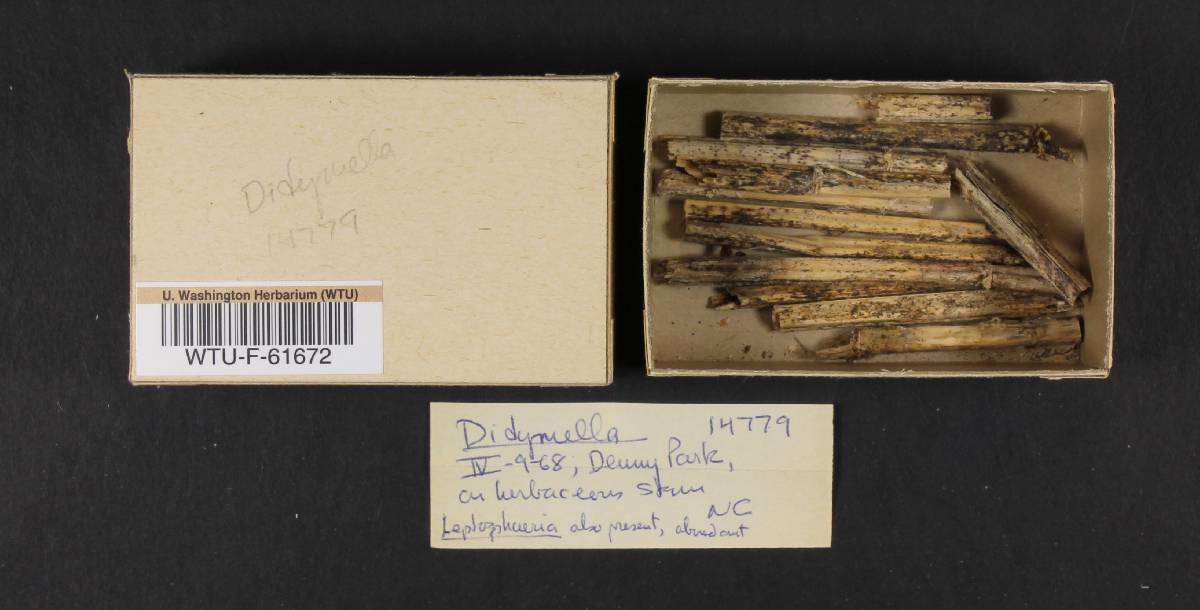 Didymella
14779
U. Washington Herbarium (WTU)
WTU-F-61672
Didymella 14779
IV-9-68, Denny Park,
on herbaceous stem
NC
Leptosphaeria also present, abundant